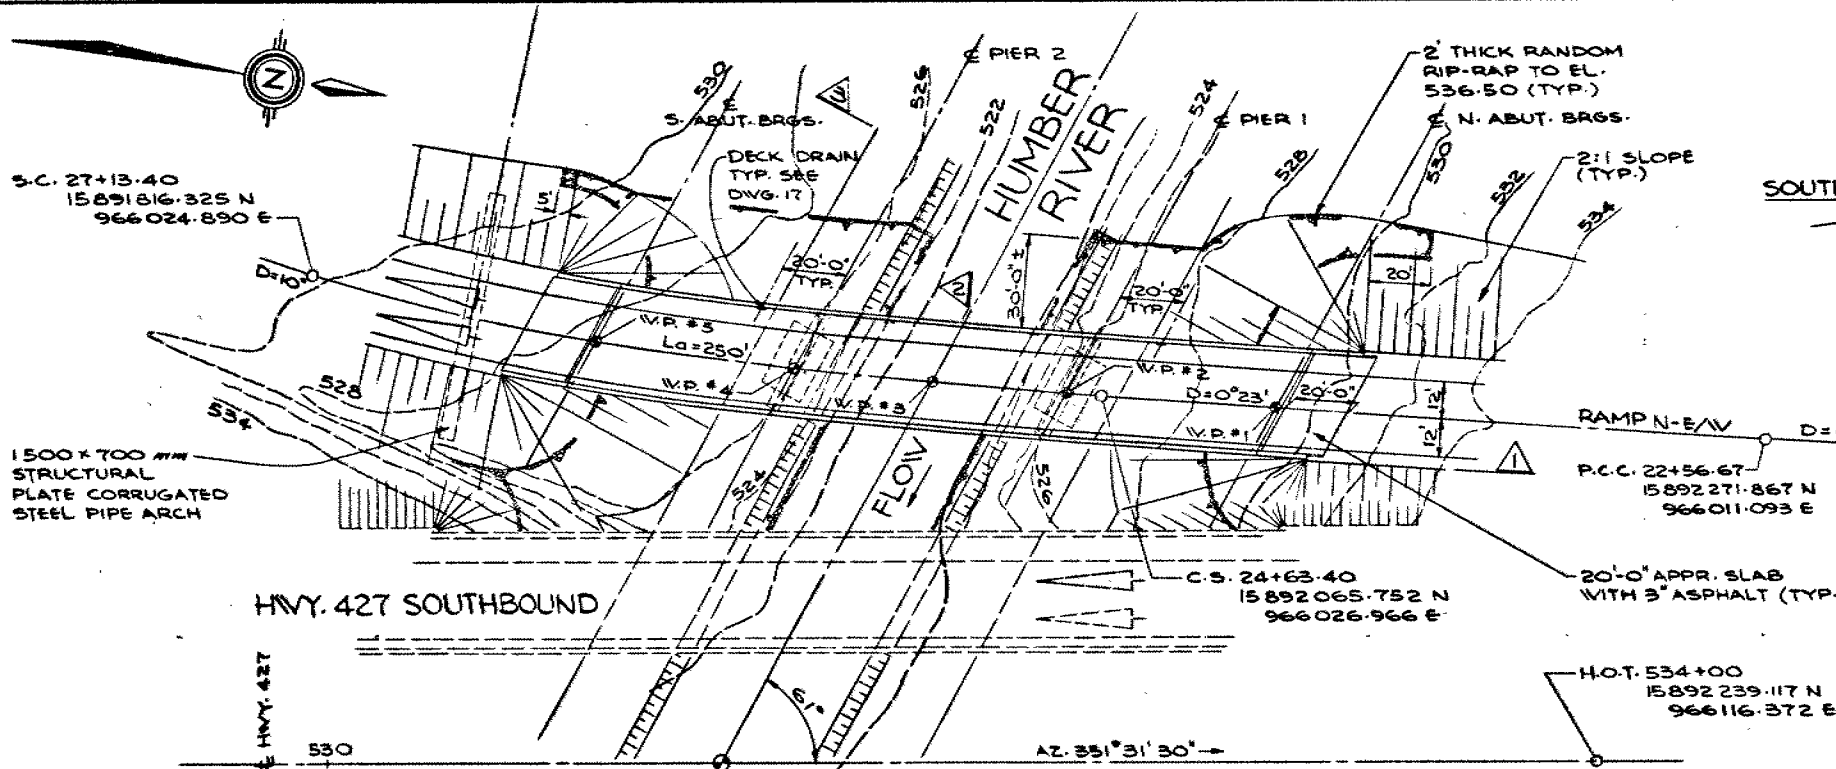 N
530
℄
S. ABUT. BRGS.
526
℄ PIER 2
522
HUMBER
RIVER
524
℄ PIER 1
528
2' THICK RANDOM
RIP-RAP TO EL.
536.50 (TYP.)
℄ N. ABUT. BRGS.
530
532
534
2:1 SLOPE
(TYP.)
SOUTH
S.C. 27+13.40
15891816.325 N
966024.890 E
D=10°
5'
DECK DRAIN
TYP. SEE
DWG. 17
20'-0"
TYP.
2
30'-0"±
20'-0"
TYP.
20'
W.P. #5
La=250'
W.P. #4
W.P. #3
W.P. #2
D=0°23'
20'-0"
W.P. #1
12'
12'
RAMP N-E/W
D=
1
P.C.C. 22+56.67
15892271.867 N
966011.093 E
528
534
1500 x 700 mm
STRUCTURAL
PLATE CORRUGATED
STEEL PIPE ARCH
524
FLOW
526
C.S. 24+63.40
15892065.752 N
966026.966 E
20'-0" APPR. SLAB
WITH 3" ASPHALT (TYP.
HWY. 427 SOUTHBOUND
℄ HWY. 427
530
61°
AZ. 351°31'30"
H.O.T. 534+00
15892239.117 N
966116.372 E